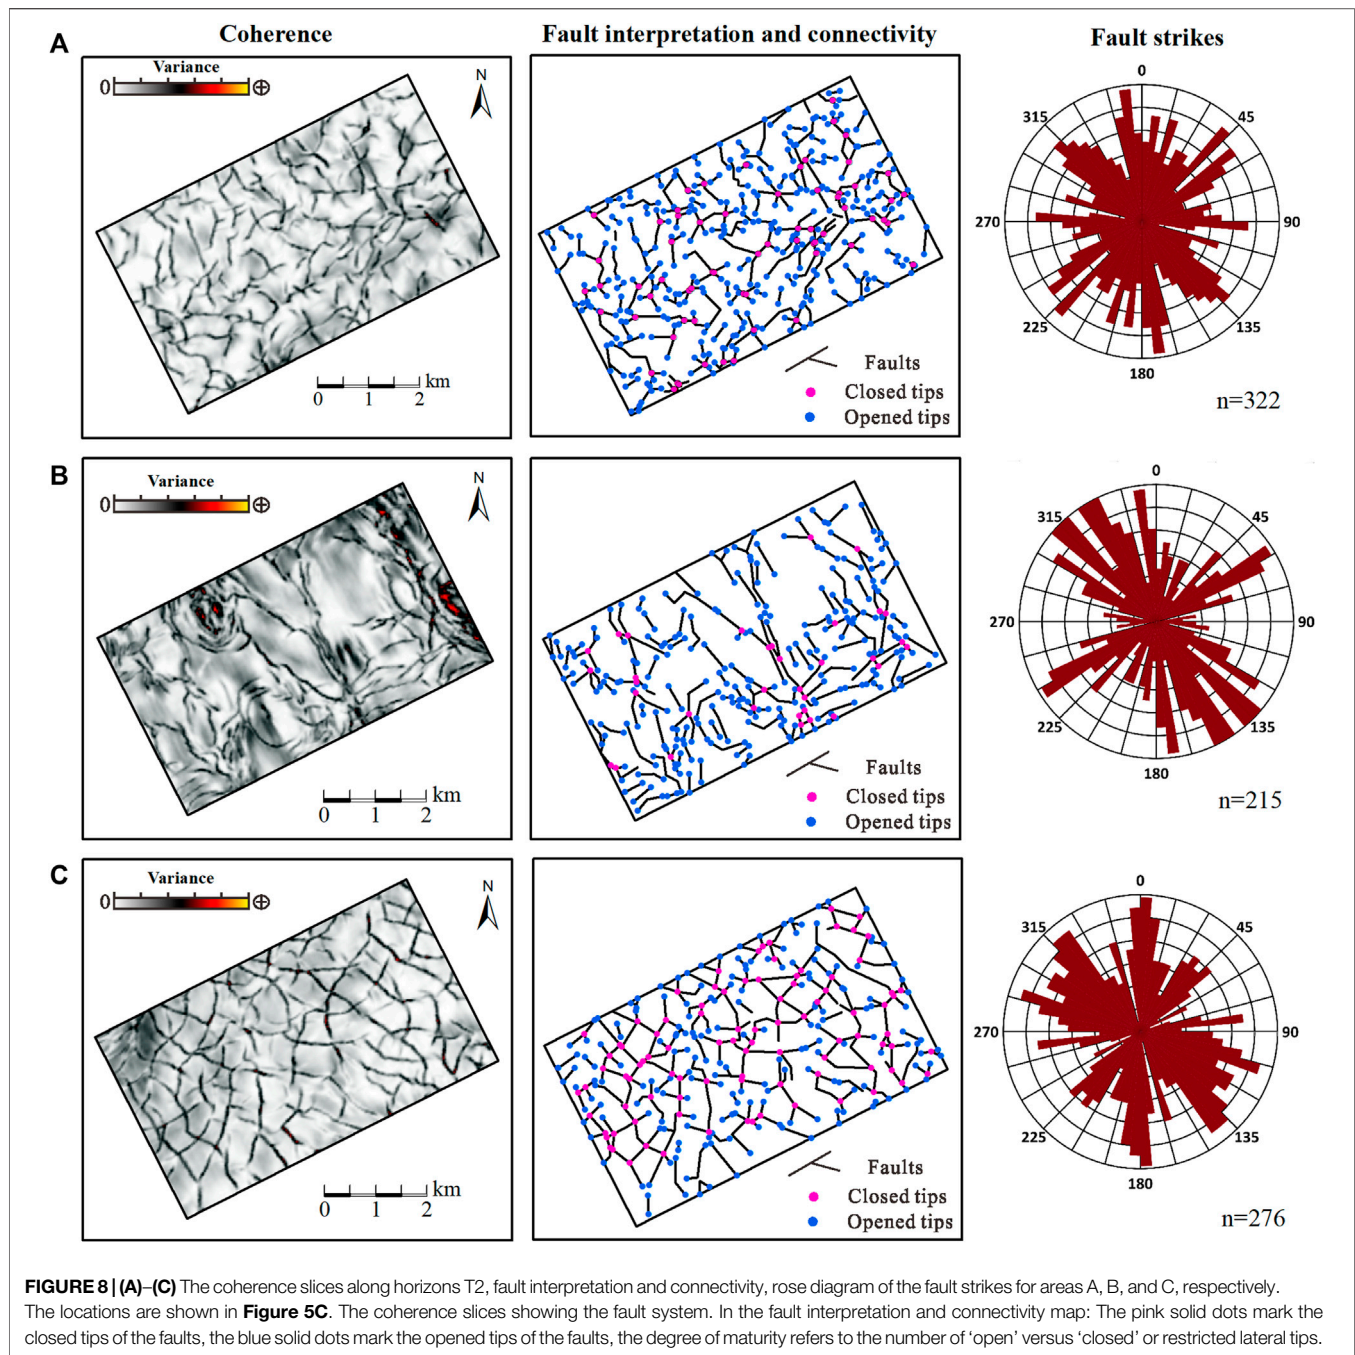 Coherence
Fault interpretation and connectivity
Fault strikes
A
Variance
0
N
km
0 1 2
Faults
Closed tips
Opened tips
0
45
90
135
180
225
270
315
n=322
B
Variance
0
N
km
0 1 2
Faults
Closed tips
Opened tips
0
45
90
135
180
225
270
315
n=215
C
Variance
0
N
km
0 1 2
Faults
Closed tips
Opened tips
0
45
90
135
180
225
270
315
n=276
FIGURE 8 | (A)–(C) The coherence slices along horizons T2, fault interpretation and connectivity, rose diagram of the fault strikes for areas A, B, and C, respectively.
The locations are shown in Figure 5C. The coherence slices showing the fault system. In the fault interpretation and connectivity map: The pink solid dots mark the
closed tips of the faults, the blue solid dots mark the opened tips of the faults, the degree of maturity refers to the number of ‘open’ versus ‘closed’ or restricted lateral tips.